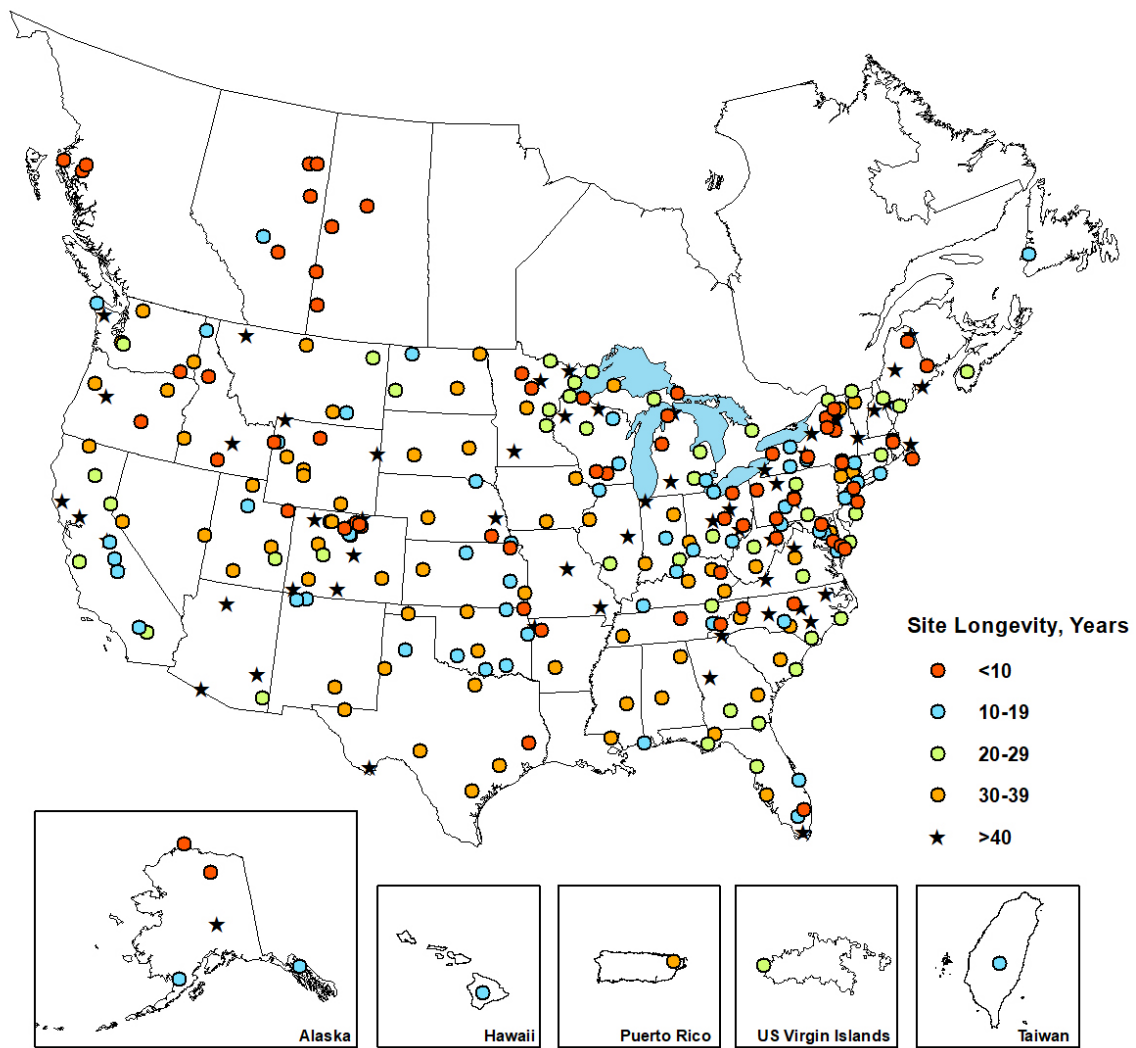 Site Longevity, Years
<10
10-19
20-29
30-39
>40
Alaska
Hawaii
Puerto Rico
US Virgin Islands
Taiwan